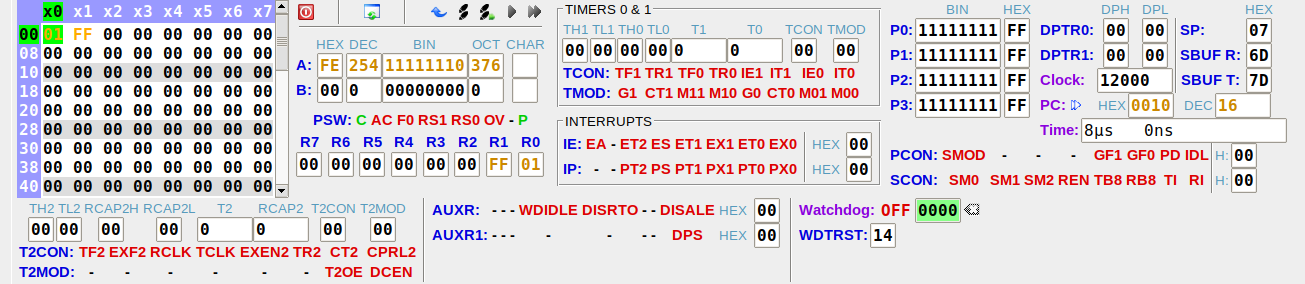 x0 x1 x2 x3 x4 x5 x6 x7
00 01 FF 00 00 00 00 00 00
08 00 00 00 00 00 00 00 00
10 00 00 00 00 00 00 00 00
18 00 00 00 00 00 00 00 00
20 00 00 00 00 00 00 00 00
28 00 00 00 00 00 00 00 00
30 00 00 00 00 00 00 00 00
38 00 00 00 00 00 00 00 00
40 00 00 00 00 00 00 00 00
HEX DEC BIN OCT CHAR
A: FE 254 11111110 376
B: 00 0 00000000 0
PSW: C AC F0 RS1 RS0 OV - P
R7 R6 R5 R4 R3 R2 R1 R0
00 00 00 00 00 00 FF 01
TIMERS 0 & 1
TH1 TL1 TH0 TL0 T1 T0 TCON TMOD
00 00 00 00 0 0 00 00
TCON: TF1 TR1 TF0 TR0 IE1 IT1 IE0 IT0
TMOD: G1 CT1 M11 M10 G0 CT0 M01 M00
INTERRUPTS
IE: EA - ET2 ES ET1 EX1 ET0 EX0 HEX 00
IP: - - PT2 PS PT1 PX1 PT0 PX0 HEX 00
BIN HEX DPH DPL HEX
P0: 11111111 FF DPTR0: 00 00 SP: 07
P1: 11111111 FF DPTR1: 00 00 SBUF R: 6D
P2: 11111111 FF Clock: 12000 SBUF T: 7D
P3: 11111111 FF PC: HEX 0010 DEC 16
Time: 8µs 0ns
PCON: SMOD - - - GF1 GF0 PD IDL H: 00
SCON: SM0 SM1 SM2 REN TB8 RB8 TI RI H: 00
TH2 TL2 RCAP2H RCAP2L T2 RCAP2 T2CON T2MOD
00 00 00 00 0 0 00 00
T2CON: TF2 EXF2 RCLK TCLK EXEN2 TR2 CT2 CPRL2
T2MOD: - - - - - - T2OE DCEN
AUXR: - - - WDIDLE DISRTO - - DISALE HEX 00
AUXR1: - - - - - - - DPS HEX 00
Watchdog: OFF 0000
WDTRST: 14